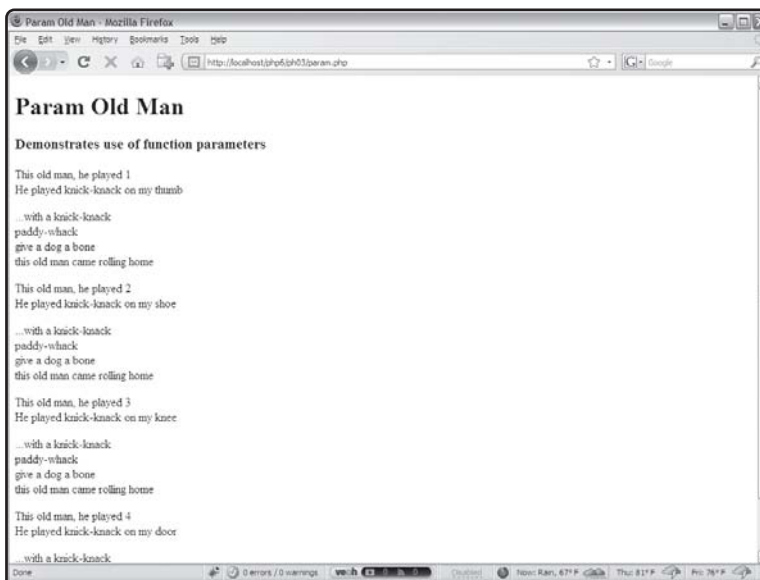 Param Old Man - Mozilla Firefox
File Edit View History Bookmarks Tools Help
http://localhost/php6/ph03/param.php
Google
Param Old Man
Demonstrates use of function parameters
This old man, he played 1
He played knick-knack on my thumb
...with a knick-knack
paddy-whack
give a dog a bone
this old man came rolling home
This old man, he played 2
He played knick-knack on my shoe
...with a knick-knack
paddy-whack
give a dog a bone
this old man came rolling home
This old man, he played 3
He played knick-knack on my knee
...with a knick-knack
paddy-whack
give a dog a bone
this old man came rolling home
This old man, he played 4
He played knick-knack on my door
...with a knick-knack
Done 0 errors / 0 warnings [Disabled] Now: Rain, 67°F Thu: 81°F Fri: 76°F